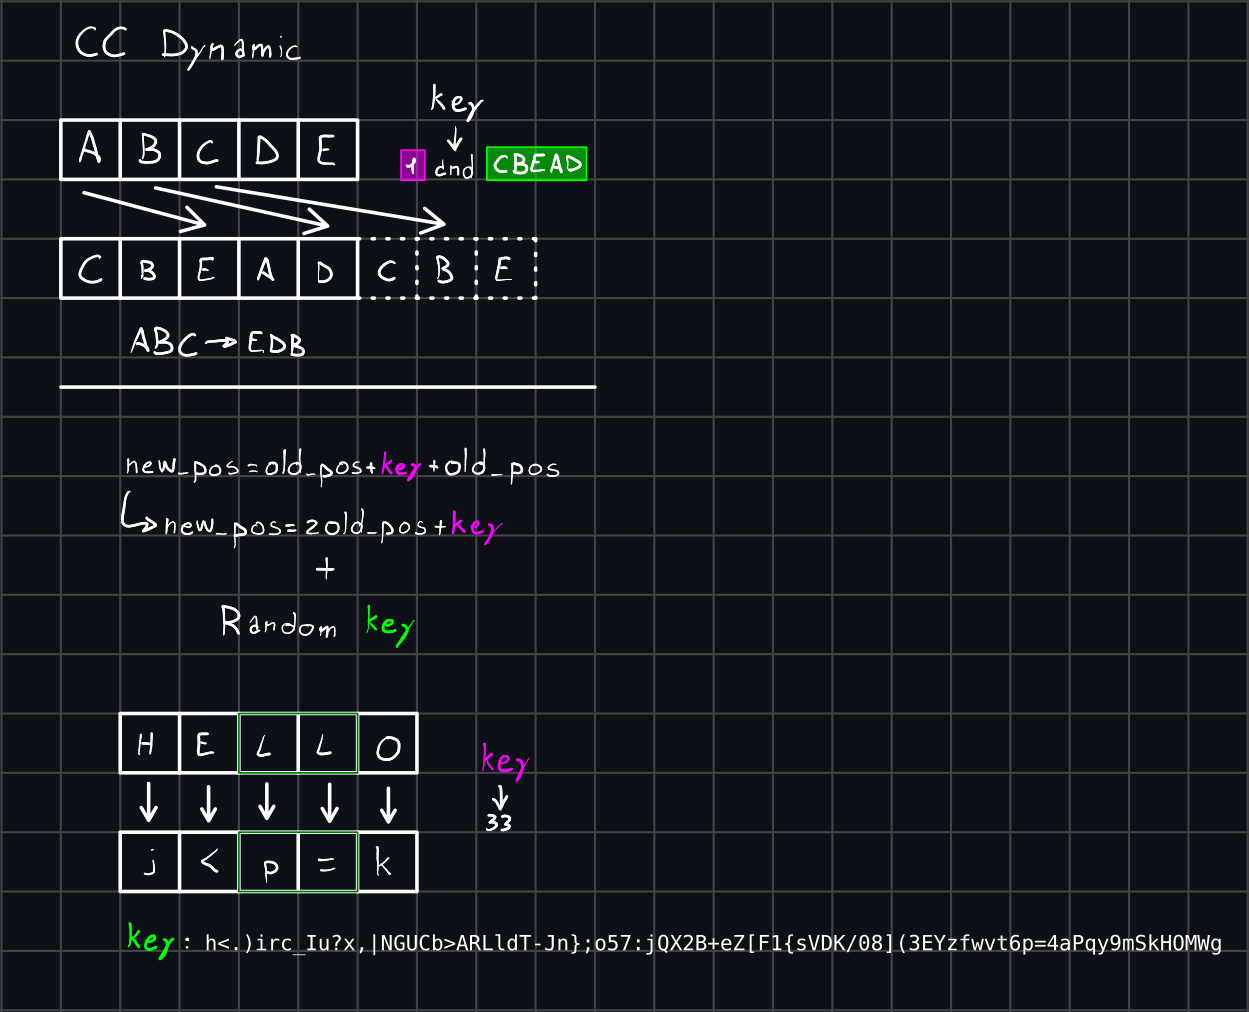 CC Dynamic
key
A B C D E
1 and CBEAD
C B E A D C B E
ABC → EDB
new_pos = old_pos + key + old_pos
new_pos = 2old_pos + key
+
Random key
H E L L O
key
33
j < p = k
key : h<.)irc_Iu?x,|NGUCb>ARLldT-Jn};o57:jQX2B+eZ[F1{sVDK/08](3EYzfwvt6p=4aPqy9mSkHOMWg